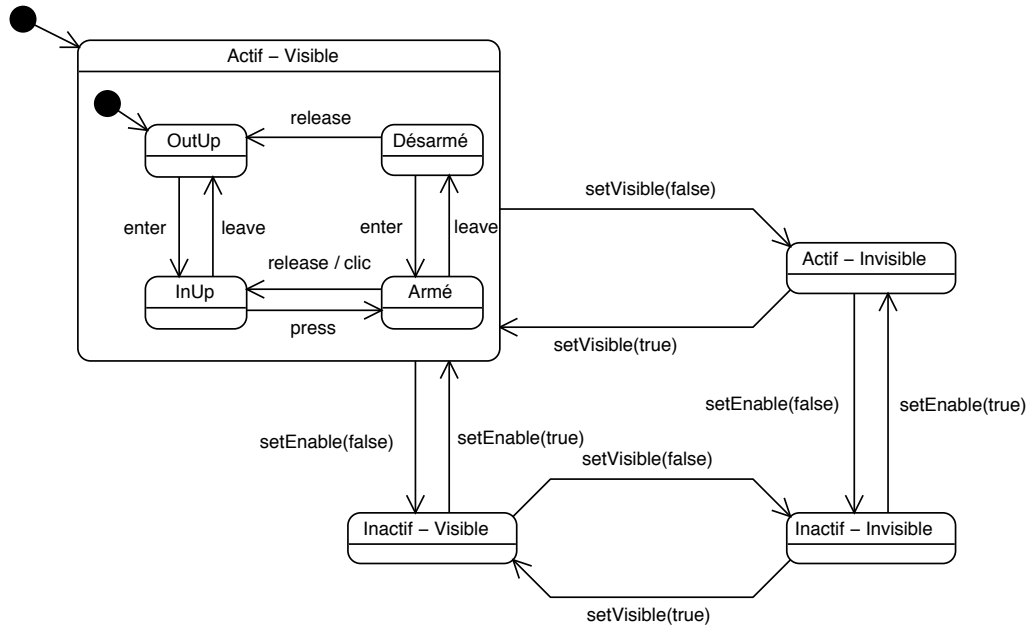 Actif – Visible
release
OutUp
Désarmé
setVisible(false)
enter
leave
enter
leave
Actif – Invisible
release / clic
InUp
Armé
press
setVisible(true)
setEnable(false)
setEnable(true)
setEnable(false)
setEnable(true)
setVisible(false)
Inactif – Visible
Inactif – Invisible
setVisible(true)